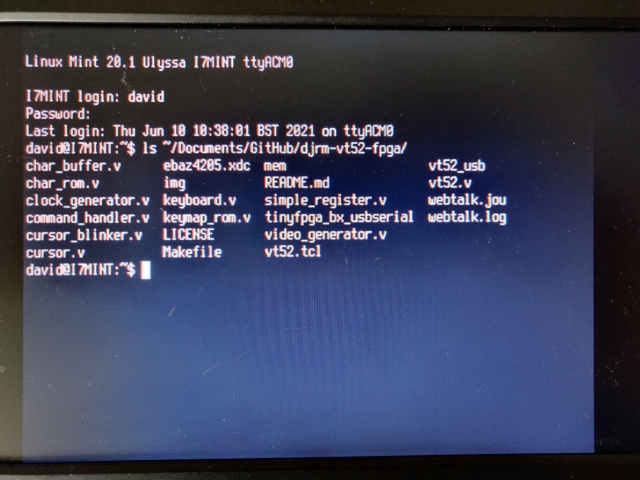 Linux Mint 20.1 Ulyssa I7MINT ttyACM0
I7MINT login: david
Password:
Last login: Thu Jun 10 10:38:01 BST 2021 on ttyACM0
david@I7MINT:~$ ls ~/Documents/GitHub/djrm-vt52-fpga/
char_buffer.v ebaz4205.xdc mem vt52_usb
char_rom.v img README.md vt52.v
clock_generator.v keyboard.v simple_register.v webtalk.jou
command_handler.v keymap_rom.v tinyfpga_bx_usbserial webtalk.log
cursor_blinker.v LICENSE video_generator.v
cursor.v Makefile vt52.tcl
david@I7MINT:~$